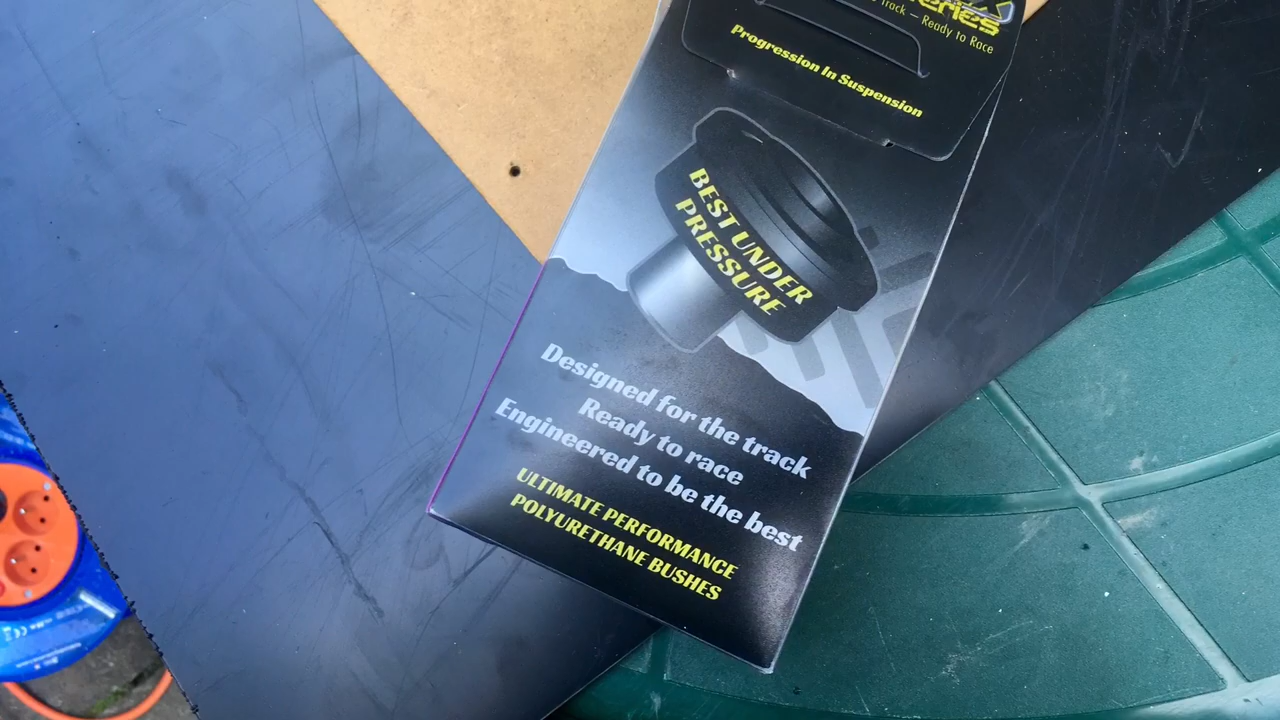 eries
Track – Ready to Race
Progression In Suspension
BEST UNDER
PRESSURE
Designed for the track
Ready to race
Engineered to be the best
ULTIMATE PERFORMANCE
POLYURETHANE BUSHES